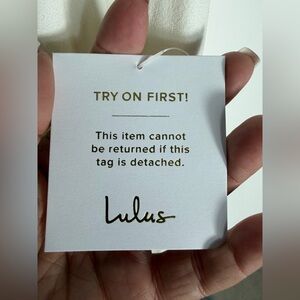 TRY ON FIRST!
This item cannot
be returned if this
tag is detached.
Lulus